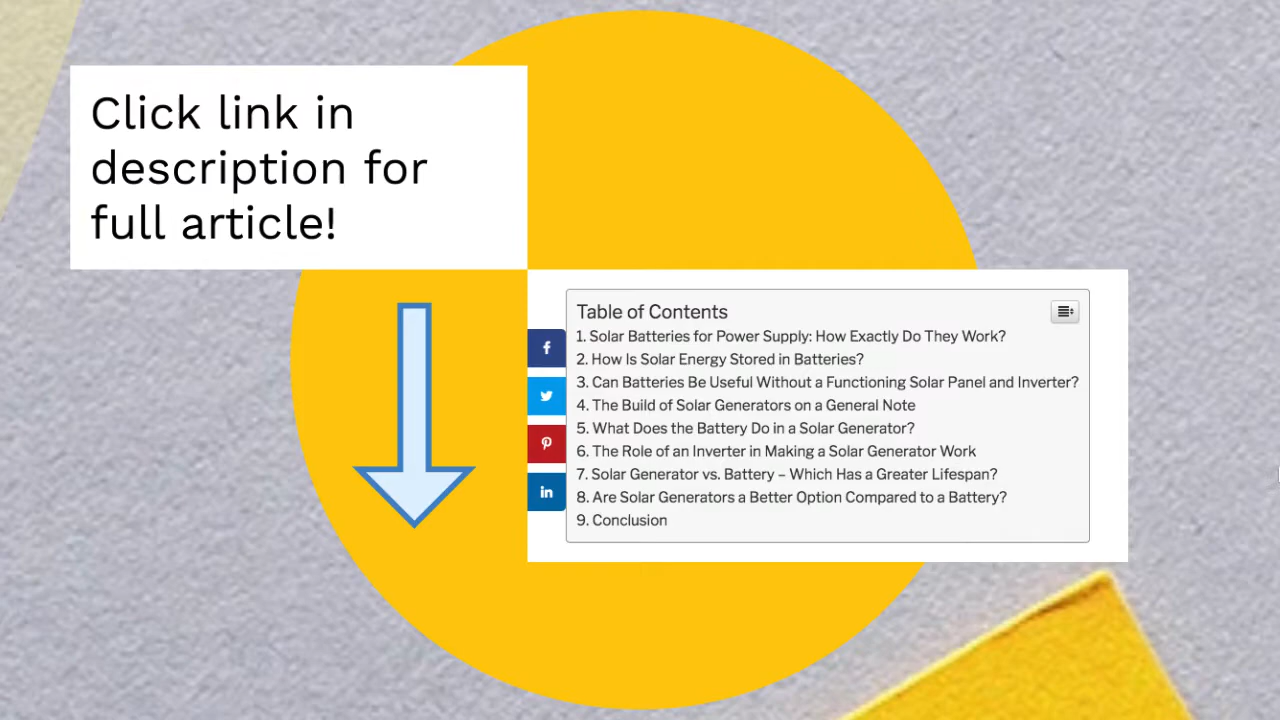 Click link in
description for
full article!
Table of Contents
1. Solar Batteries for Power Supply: How Exactly Do They Work?
2. How Is Solar Energy Stored in Batteries?
3. Can Batteries Be Useful Without a Functioning Solar Panel and Inverter?
4. The Build of Solar Generators on a General Note
5. What Does the Battery Do in a Solar Generator?
6. The Role of an Inverter in Making a Solar Generator Work
7. Solar Generator vs. Battery – Which Has a Greater Lifespan?
8. Are Solar Generators a Better Option Compared to a Battery?
9. Conclusion